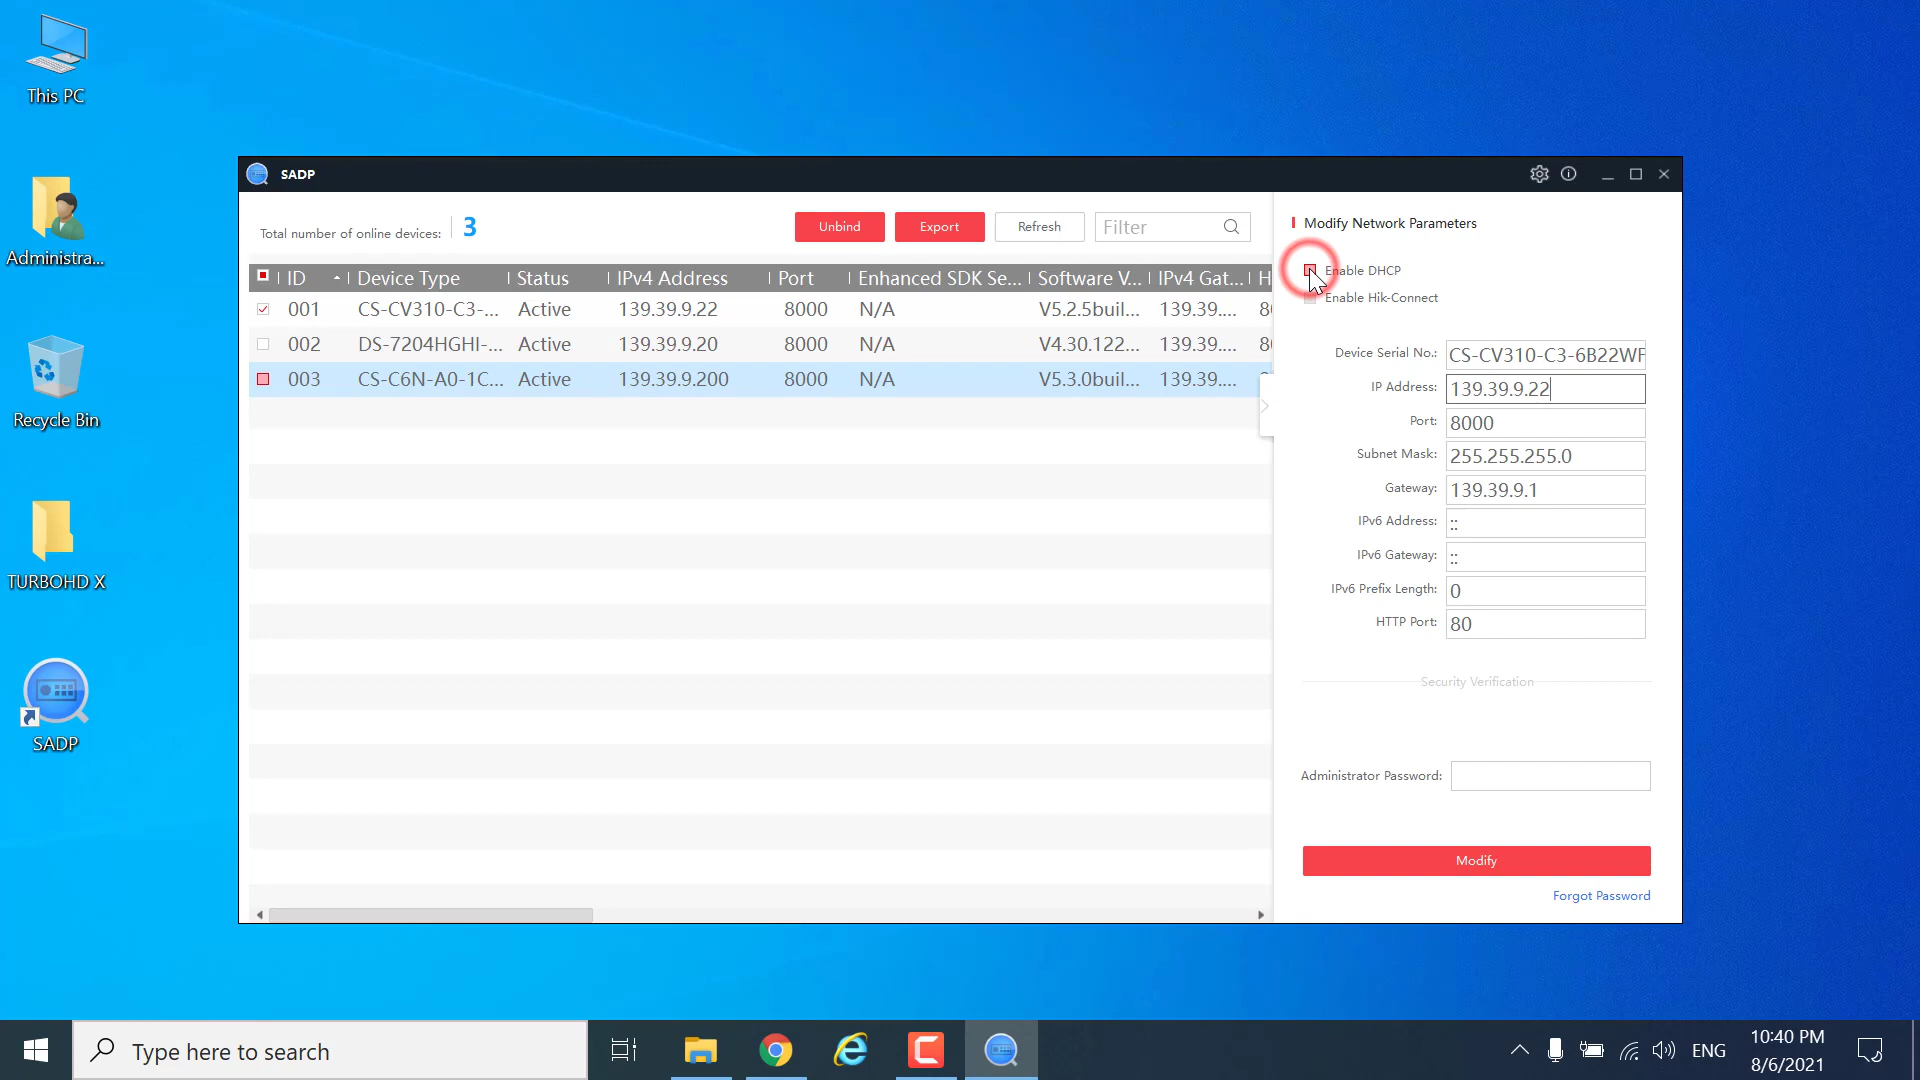 This PC
Administra...
Recycle Bin
TURBOHD X
SADP
SADP
Total number of online devices: 3
Unbind
Export
Refresh
Filter
ID Device Type Status IPv4 Address Port Enhanced SDK Se... Software V... IPv4 Gat... H
001 CS-CV310-C3-... Active 139.39.9.22 8000 N/A V5.2.5buil... 139.39.... 8
002 DS-7204HGHI-... Active 139.39.9.20 8000 N/A V4.30.122... 139.39.... 8
003 CS-C6N-A0-1C... Active 139.39.9.200 8000 N/A V5.3.0buil... 139.39....
Modify Network Parameters
Enable DHCP
Enable Hik-Connect
Device Serial No.: CS-CV310-C3-6B22WF
IP Address: 139.39.9.22
Port: 8000
Subnet Mask: 255.255.255.0
Gateway: 139.39.9.1
IPv6 Address: ::
IPv6 Gateway: ::
IPv6 Prefix Length: 0
HTTP Port: 80
Security Verification
Administrator Password:
Modify
Forgot Password
Type here to search
ENG
10:40 PM
8/6/2021